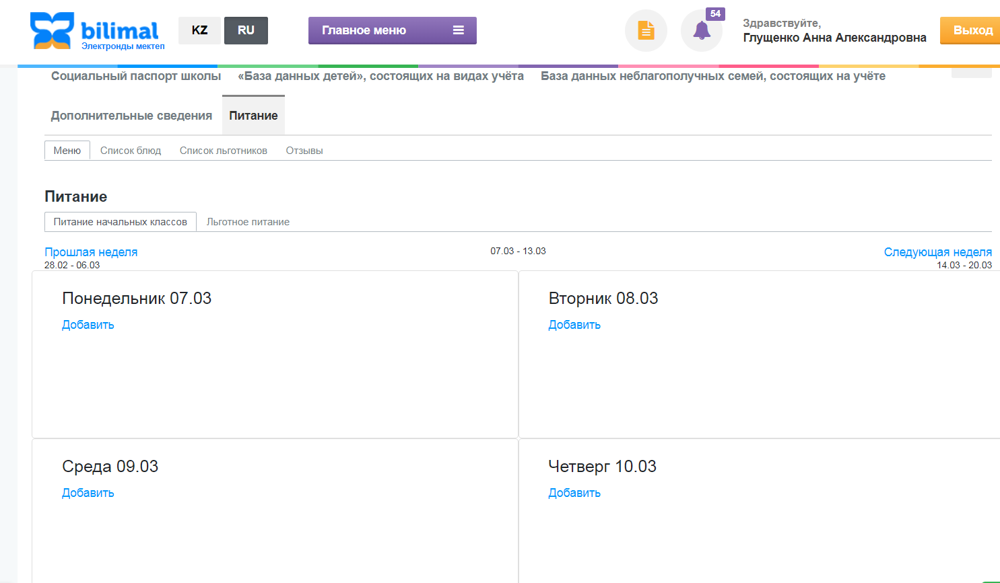 bilimal
Электронды мектеп
KZ
RU
Главное меню
54
Здравствуйте,
Глущенко Анна Александровна
Выход
Социальный паспорт школы «База данных детей», состоящих на видах учёта База данных неблагополучных семей, состоящих на учёте
Дополнительные сведения Питание
Меню Список блюд Список льготников Отзывы
Питание
Питание начальных классов Льготное питание
Прошлая неделя
28.02 - 06.03
07.03 - 13.03
Следующая неделя
14.03 - 20.03
Понедельник 07.03
Добавить
Вторник 08.03
Добавить
Среда 09.03
Добавить
Четверг 10.03
Добавить